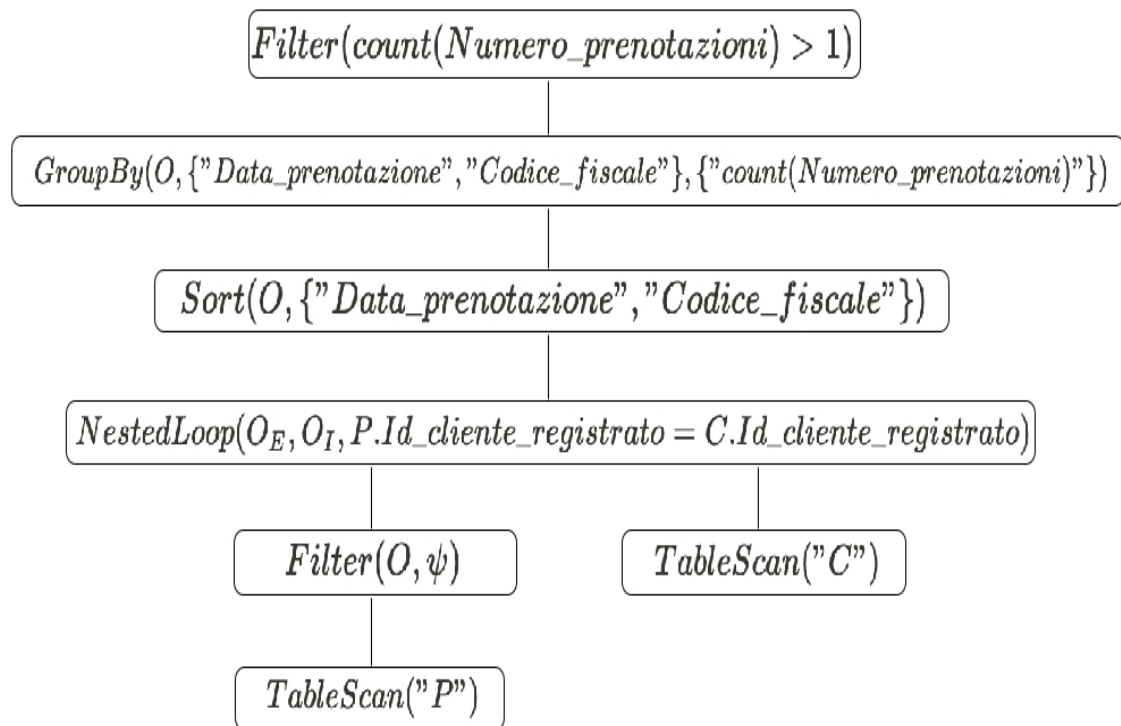 Filter(count(Numero_prenotazioni) > 1)
GroupBy(O, {"Data_prenotazione", "Codice_fiscale"}, {"count(Numero_prenotazioni)"})
Sort(O, {"Data_prenotazione", "Codice_fiscale"})
NestedLoop(O_E, O_I, P.Id_cliente_registrato = C.Id_cliente_registrato)
Filter(O, ψ)
TableScan("C")
TableScan("P")